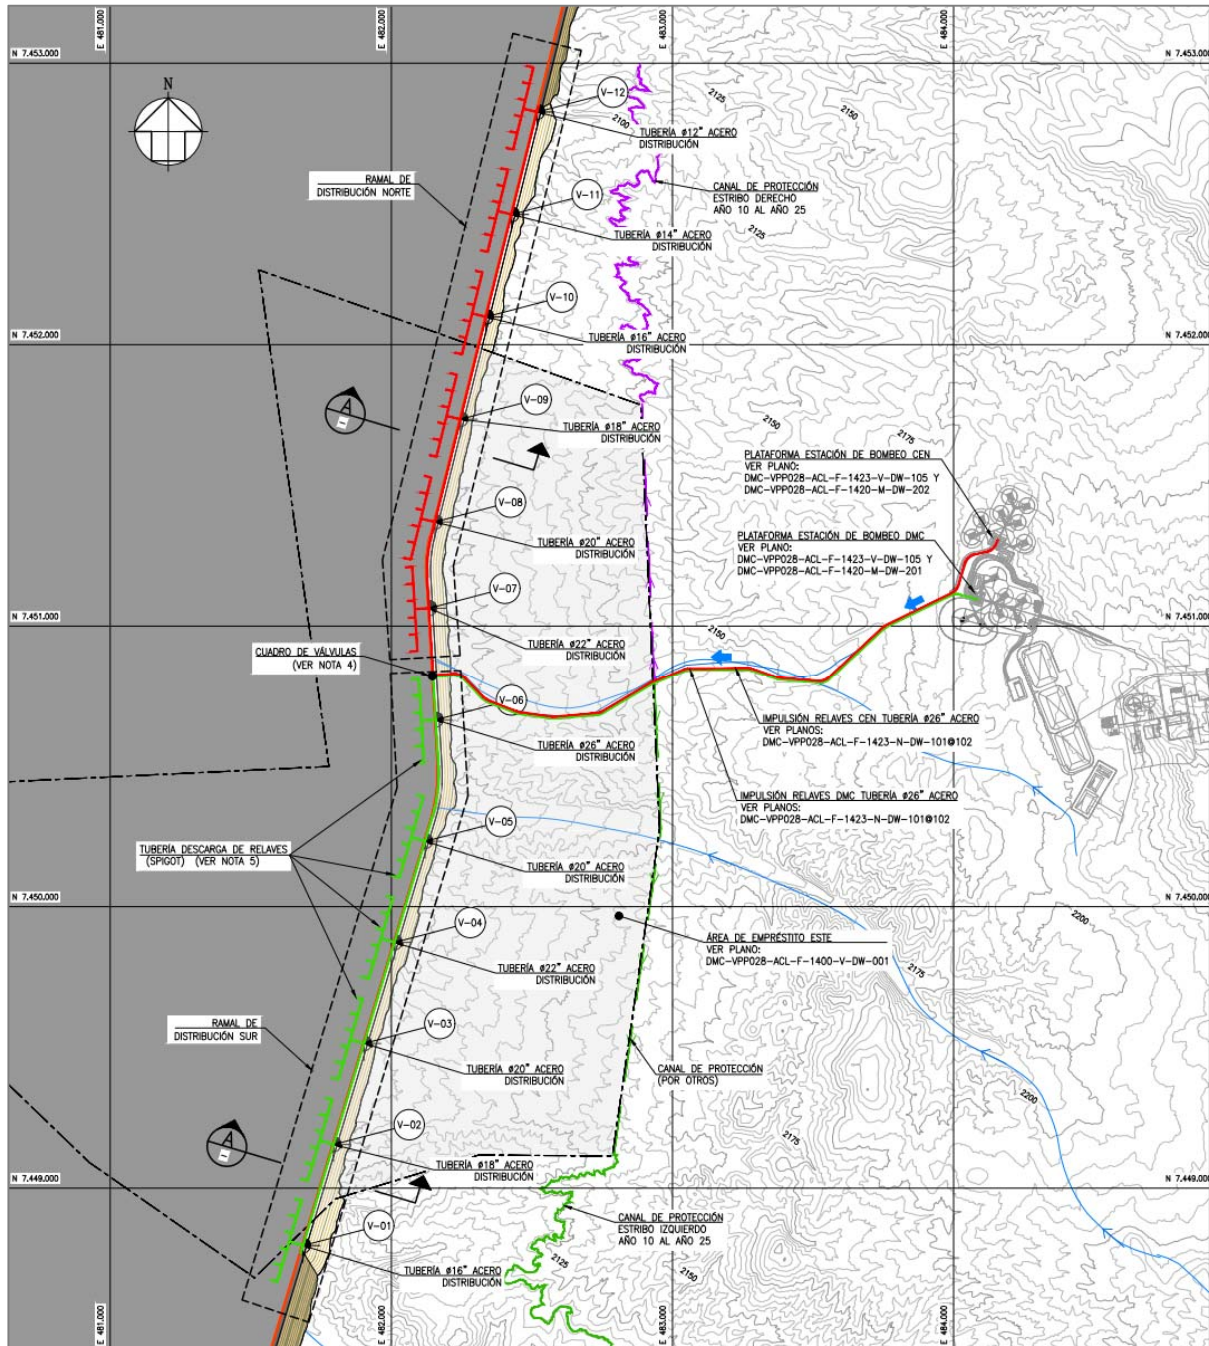 E 481.000
E 482.000
E 483.000
E 484.000
N 7.453.000
N 7.453.000
N
V-12
2125
2150
2100
TUBERÍA ø12" ACERO
DISTRIBUCIÓN
RAMAL DE
DISTRIBUCIÓN NORTE
V-11
CANAL DE PROTECCIÓN
ESTRIBO DERECHO
AÑO 10 AL AÑO 25
2125
TUBERÍA ø14" ACERO
DISTRIBUCIÓN
V-10
N 7.452.000
N 7.452.000
TUBERÍA ø16" ACERO
DISTRIBUCIÓN
A
1
V-09
TUBERÍA ø18" ACERO
DISTRIBUCIÓN
2150
2175
PLATAFORMA ESTACIÓN DE BOMBEO CEN
VER PLANO:
DMC-VPP028-ACL-F-1423-V-DW-105 Y
DMC-VPP028-ACL-F-1420-M-DW-202
V-08
TUBERÍA ø20" ACERO
DISTRIBUCIÓN
PLATAFORMA ESTACIÓN DE BOMBEO DMC
VER PLANO:
DMC-VPP028-ACL-F-1423-V-DW-105 Y
DMC-VPP028-ACL-F-1420-M-DW-201
V-07
N 7.451.000
N 7.451.000
TUBERÍA ø22" ACERO
DISTRIBUCIÓN
2150
CUADRO DE VÁLVULAS
(VER NOTA 4)
V-06
TUBERÍA ø26" ACERO
DISTRIBUCIÓN
IMPULSIÓN RELAVES CEN TUBERÍA ø26" ACERO
VER PLANOS:
DMC-VPP028-ACL-F-1423-N-DW-101@102
IMPULSIÓN RELAVES DMC TUBERÍA ø26" ACERO
VER PLANOS:
DMC-VPP028-ACL-F-1423-N-DW-101@102
V-05
TUBERÍA DESCARGA DE RELAVES
(SPIGOT) (VER NOTA 5)
TUBERÍA ø20" ACERO
DISTRIBUCIÓN
N 7.450.000
N 7.450.000
2200
V-04
ÁREA DE EMPRÉSTITO ESTE
VER PLANO:
DMC-VPP028-ACL-F-1400-V-DW-001
2175
TUBERÍA ø22" ACERO
DISTRIBUCIÓN
RAMAL DE
DISTRIBUCIÓN SUR
V-03
TUBERÍA ø20" ACERO
DISTRIBUCIÓN
CANAL DE PROTECCIÓN
(POR OTROS)
2200
V-02
A
1
2175
TUBERÍA ø18" ACERO
DISTRIBUCIÓN
N 7.449.000
N 7.449.000
V-01
CANAL DE PROTECCIÓN
ESTRIBO IZQUIERDO
AÑO 10 AL AÑO 25
2125
TUBERÍA ø16" ACERO
DISTRIBUCIÓN
2150
E 481.000
E 482.000
E 483.000
E 484.000